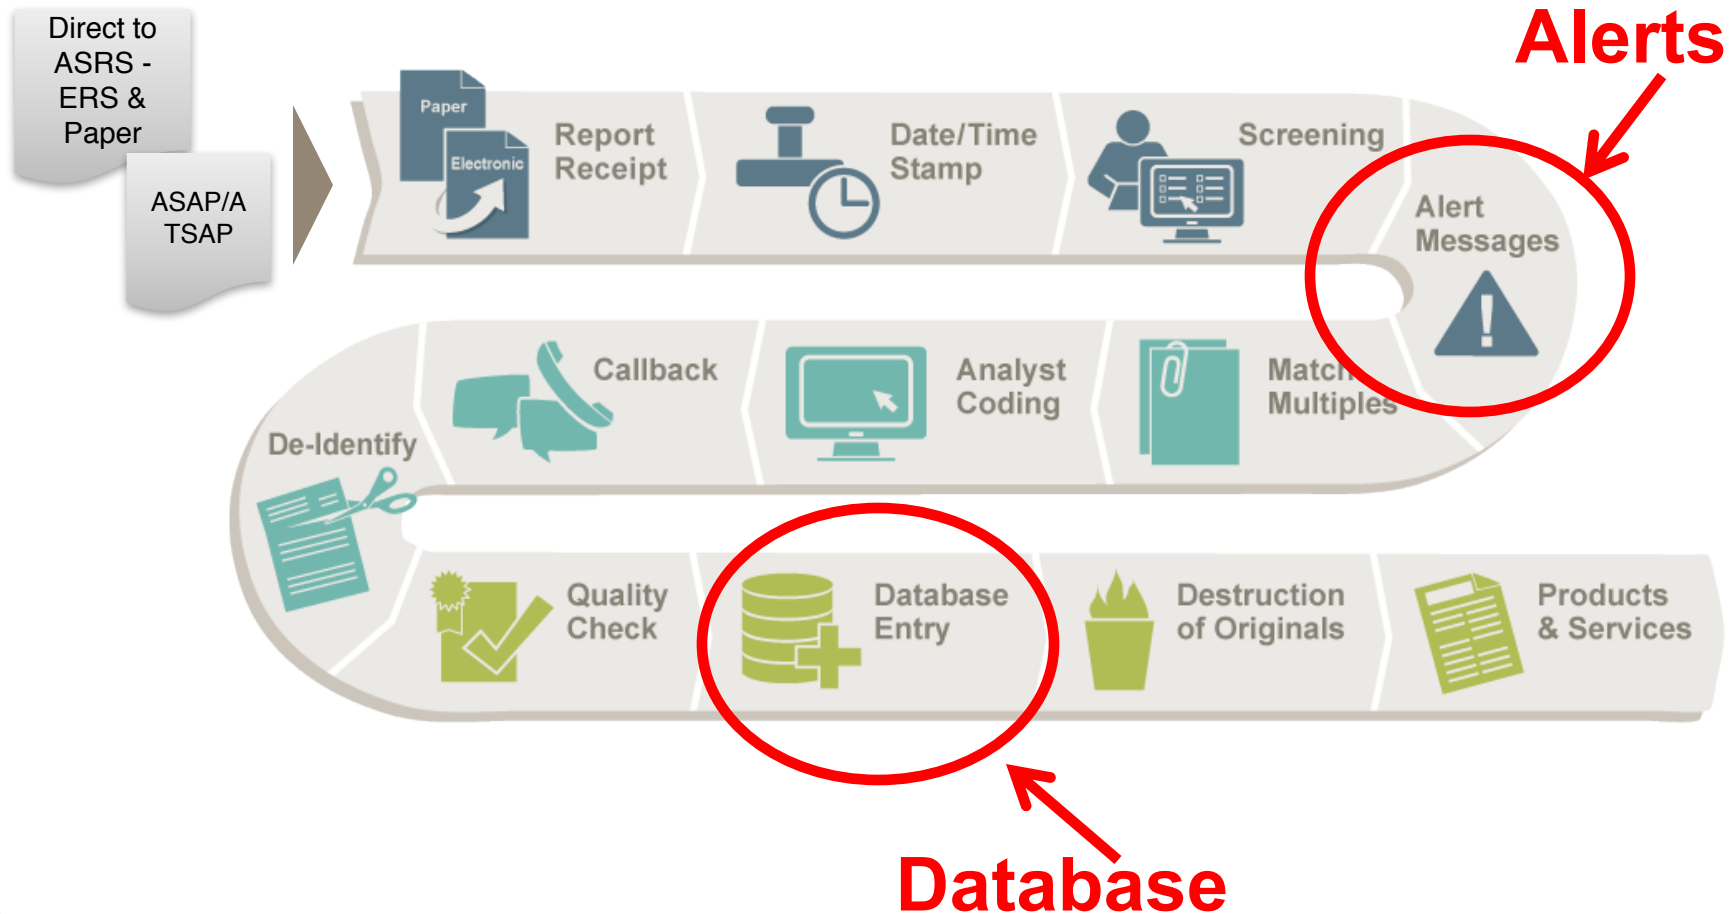 Direct to
ASRS -
ERS &
Paper
ASAP/A
TSAP
Alerts
Paper
Electronic
Report
Receipt
Date/Time
Stamp
Screening
Alert
Messages
Match
Multiples
Analyst
Coding
Callback
De-Identify
Quality
Check
Database
Entry
Destruction
of Originals
Products
& Services
Database